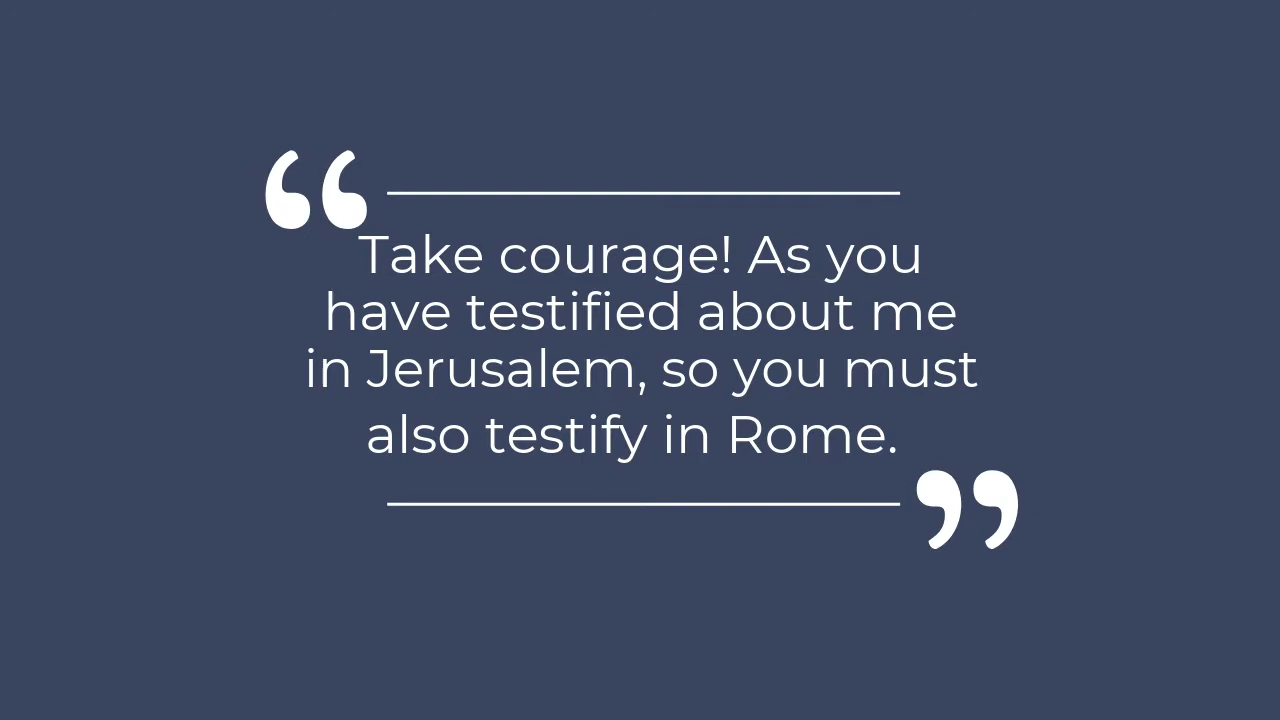 “
Take courage! As you
have testified about me
in Jerusalem, so you must
also testify in Rome.
”